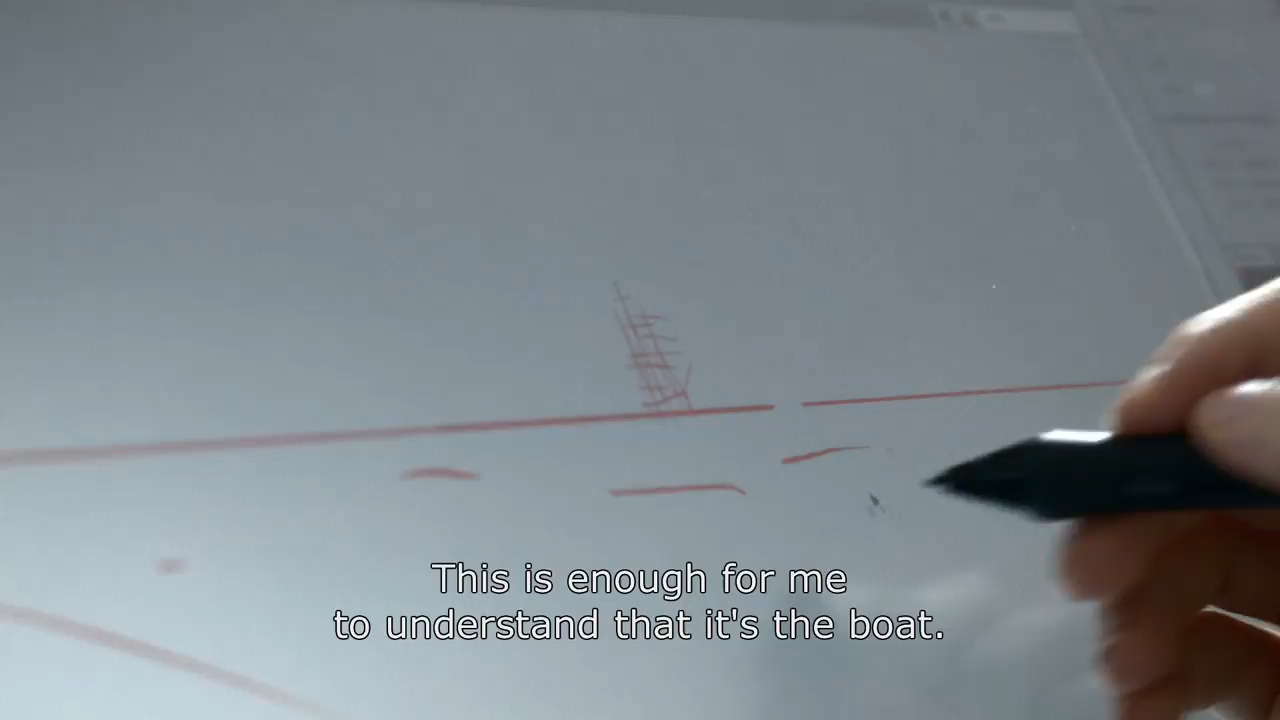 This is enough for me
to understand that it's the boat.